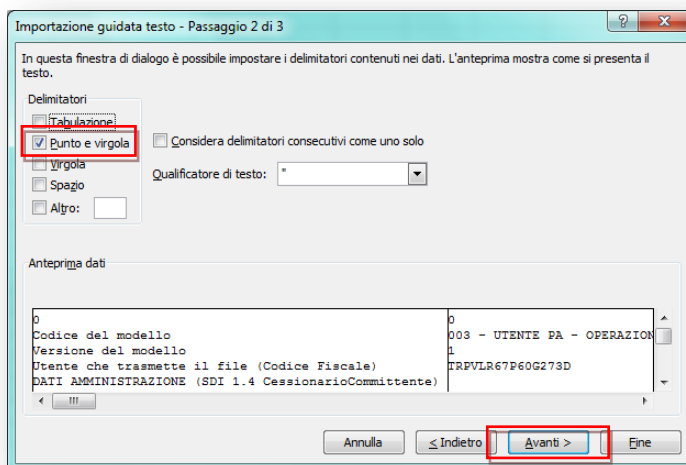 Importazione guidata testo - Passaggio 2 di 3
In questa finestra di dialogo è possibile impostare i delimitatori contenuti nei dati. L'anteprima mostra come si presenta il
testo.
Delimitatori
Tabulazione
Punto e virgola
Virgola
Spazio
Altro:
Considera delimitatori consecutivi come uno solo
Qualificatore di testo: "
Anteprima dati
0 0
Codice del modello 003 - UTENTE PA - OPERAZION
Versione del modello 1
Utente che trasmette il file (Codice Fiscale) TRPVLR67P60G273D
DATI AMMINISTRAZIONE (SDI 1.4 CessionarioCommittente)
Annulla < Indietro Avanti > Fine